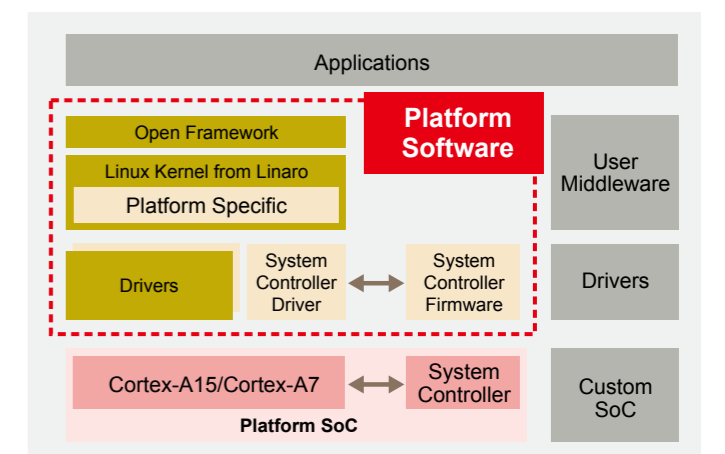 Applications
Platform
Software
Open Framework
Linux Kernel from Linaro
Platform Specific
User
Middleware
Drivers
System
Controller
Driver
System
Controller
Firmware
Drivers
Cortex-A15/Cortex-A7
System
Controller
Platform SoC
Custom
SoC